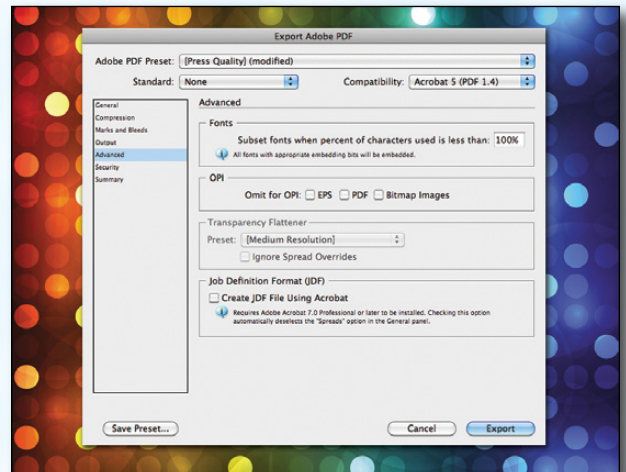 Export Adobe PDF
Adobe PDF Preset: [Press Quality] (modified)
Standard: None Compatibility: Acrobat 5 (PDF 1.4)
General
Compression
Marks and Bleeds
Output
Advanced
Security
Summary
Advanced
Fonts
Subset fonts when percent of characters used is less than: 100%
All fonts with appropriate embedding bits will be embedded.
OPI
Omit for OPI: EPS PDF Bitmap Images
Transparency Flattener
Preset: [Medium Resolution]
Ignore Spread Overrides
Job Definition Format (JDF)
Create JDF File Using Acrobat
Requires Adobe Acrobat 7.0 Professional or later to be installed. Checking this option
automatically deselects the "Spreads" option in the General panel.
Save Preset... Cancel Export